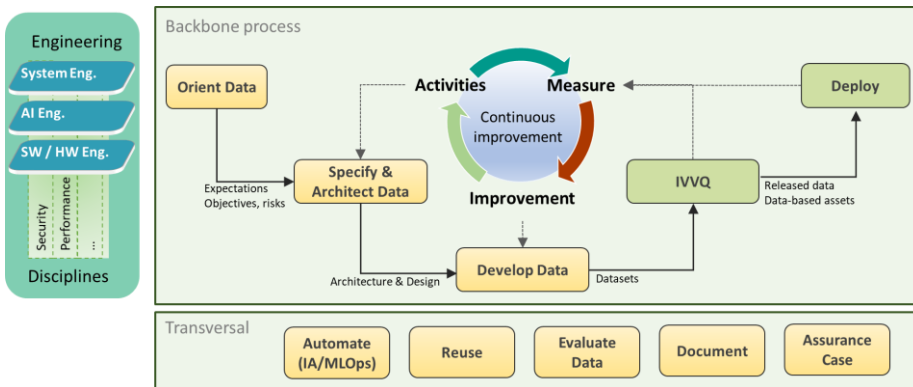 Engineering
System Eng.
AI Eng.
SW / HW Eng.
Security
Performance
...
Disciplines
Backbone process
Orient Data
Expectations
Objectives, risks
Specify &
Architect Data
Architecture & Design
Activities
Measure
Continuous
improvement
Improvement
Develop Data
Datasets
IVVQ
Released data
Data-based assets
Deploy
Transversal
Automate
(IA/MLOps)
Reuse
Evaluate
Data
Document
Assurance
Case